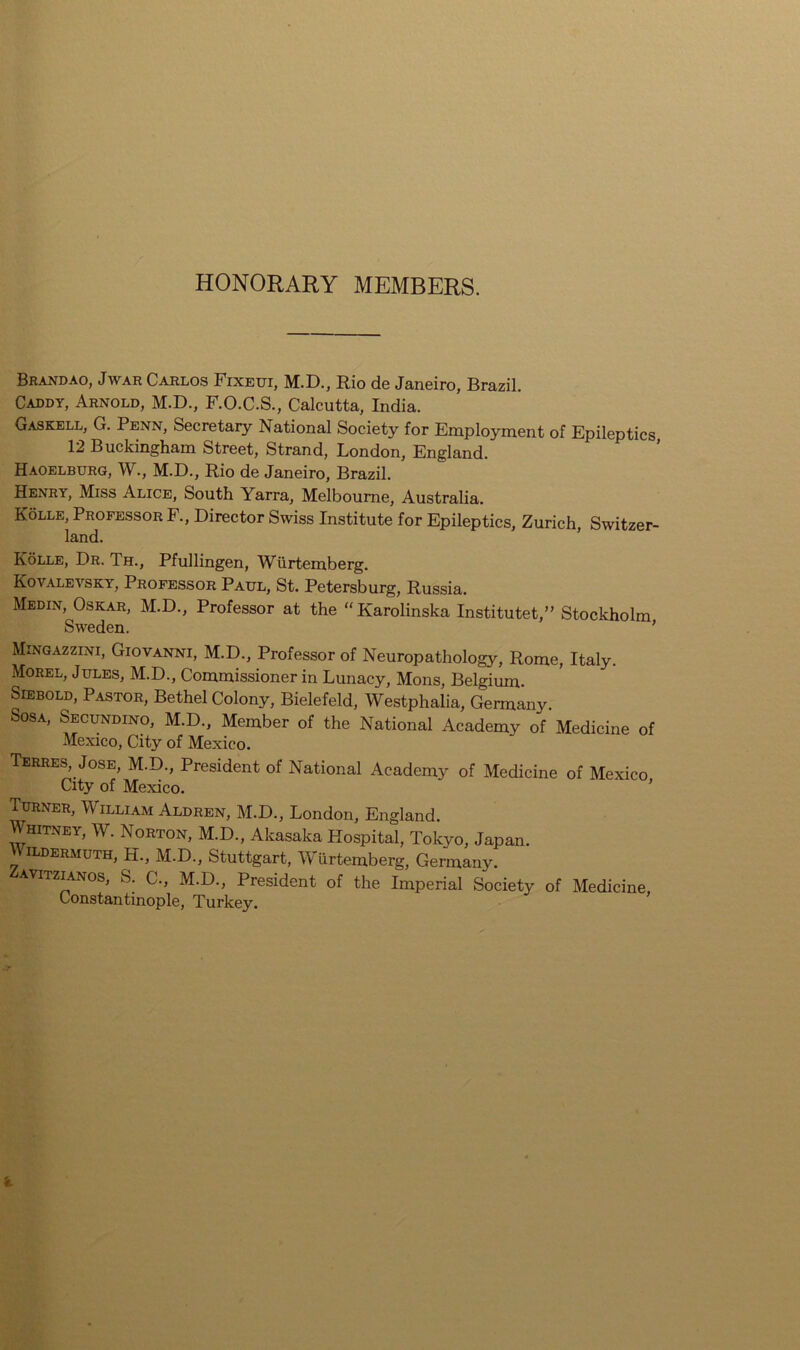 HONORARY MEMBERS.
Brandao, Jwar Carlos Fixeui, M.D., Rio de Janeiro, Brazil.
Caddy, Arnold, M.D., F.O.C.S., Calcutta, India.
Gaskell, G. Penn, Secretary National Society for Employment of Epileptics,
12 Buckingham Street, Strand, London, England.
Haoelburg, W., M.D., Rio de Janeiro, Brazil.
Henry, Miss Alice, South Yarra, Melbourne, Australia.
Kölle, Professor F., Director Swiss Institute for Epileptics, Zurich, Switzer-
land.
Kölle, Dr. Th., Pfullingen, Würtemberg.
Kovalevsky, Professor Paul, St. Petersburg, Russia.
Medin, Oskar, M.D., Professor at the "Karolinska Institutet," Stockholm,
Sweden.
Mingazzini, Giovanni, M.D., Professor of Neuropathology, Rome, Italy.
Morel, Jules, M.D., Commissioner in Lunacy, Mons, Belgium.
Siebold, Pastor, Bethel Colony, Bielefeld, Westphalia, Germany.
Sosa, Secundino, M.D., Member of the National Academy of Medicine of
Mexico, City of Mexico.
Terres, Jose, M.D., President of National Academy of Medicine of Mexico,
City of Mexico.
Turner, William Aldren, M.D., London, England.
Whitney, W. Norton, M.D., Akasaka Hospital, Tokyo, Japan.
Wildermuth, H., M.D., Stuttgart, Würtemberg, Germany.
Zavitzianos, S. C., M.D., President of the Imperial Society of Medicine,
Constantinople, Turkey.